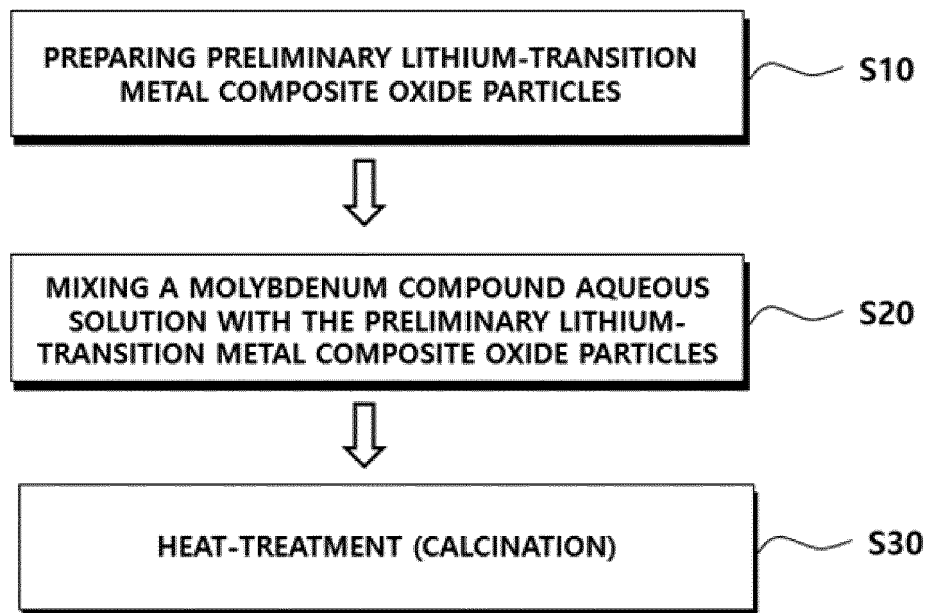 PREPARING PRELIMINARY LITHIUM-TRANSITION
METAL COMPOSITE OXIDE PARTICLES
S10
MIXING A MOLYBDENUM COMPOUND AQUEOUS
SOLUTION WITH THE PRELIMINARY LITHIUM-
TRANSITION METAL COMPOSITE OXIDE PARTICLES
S20
HEAT-TREATMENT (CALCINATION)
S30